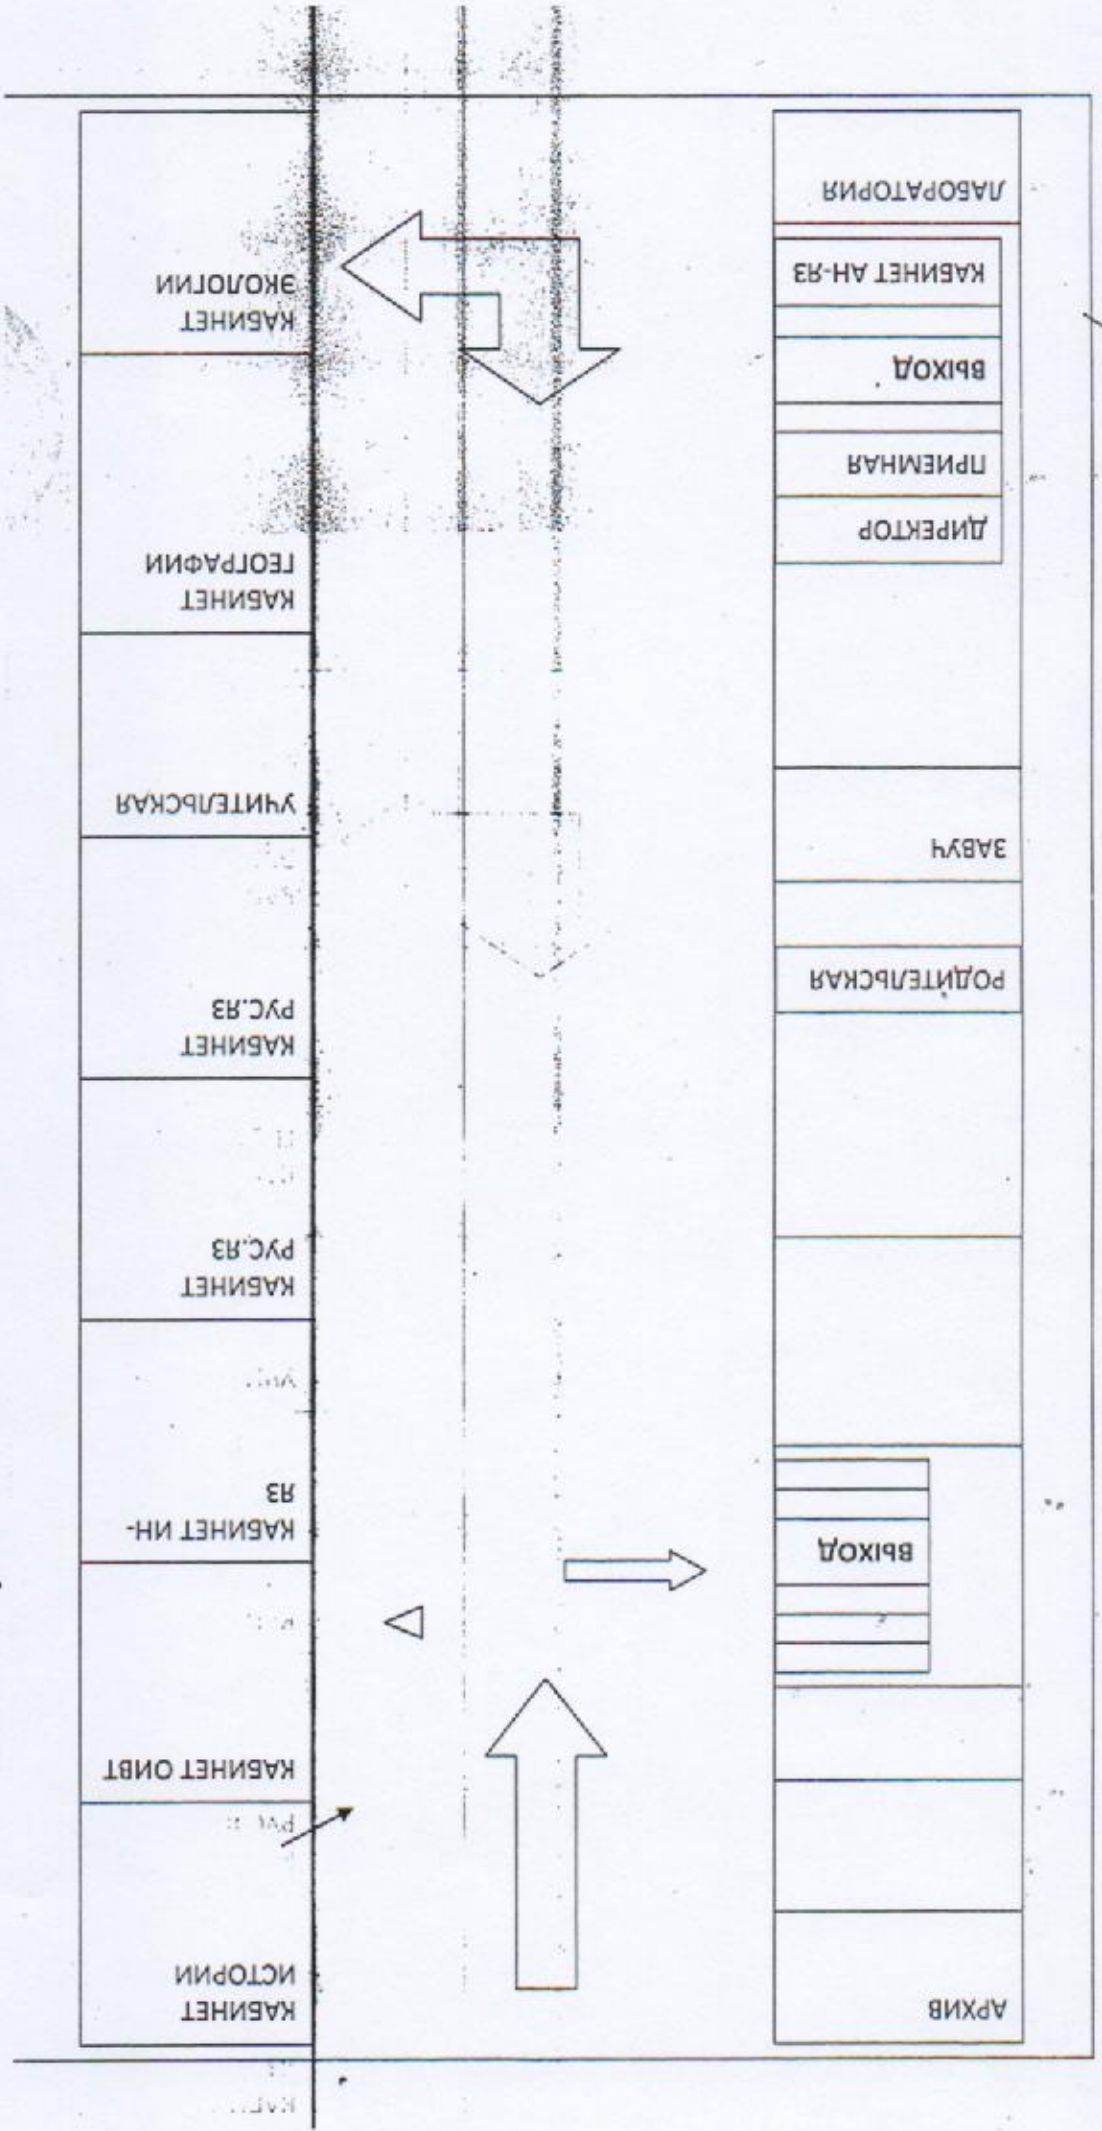 АРХИВ
ВЫХОД
РОДИТЕЛЬСКАЯ
ЗАВУЧ
ДИРЕКТОР
ПРИЕМНАЯ
ВЫХОД
КАБИНЕТ АН-ЯЗ
ЛАБОРАТОРИЯ
КАБИНЕТ
ИСТОРИИ
КАБИНЕТ ОИВТ
КАБИНЕТ ИН-
ЯЗ
КАБИНЕТ
РУС.ЯЗ
КАБИНЕТ
РУС.ЯЗ
УЧИТЕЛЬСКАЯ
КАБИНЕТ
ГЕОГРАФИИ
КАБИНЕТ
ЭКОЛОГИИ